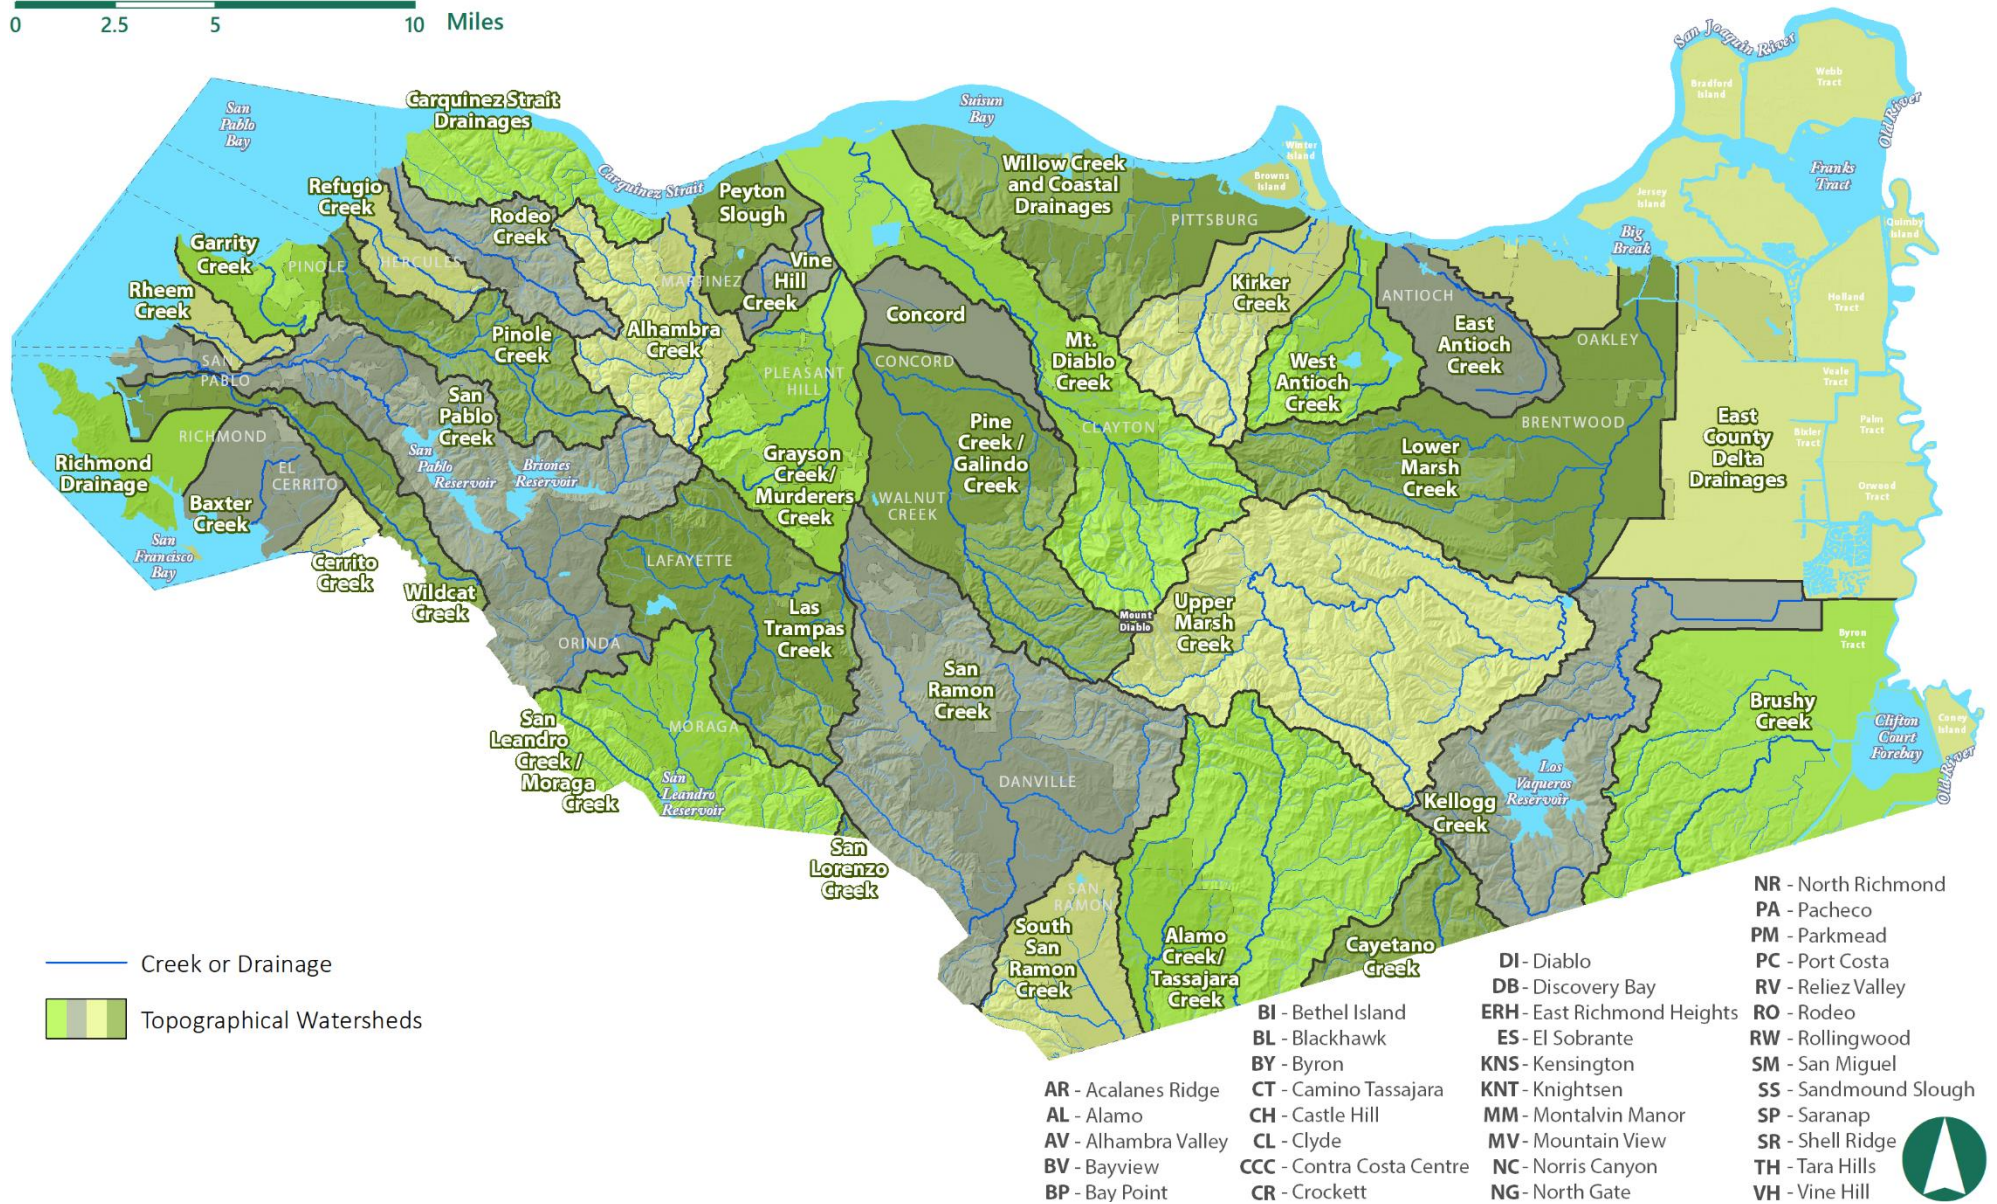 0 2.5 5 10 Miles
San
Pablo
Bay
Carquinez Strait
Drainages
Carquinez Strait
Suisun
Bay
Winter
Island
Browns
Island
San Joaquin River
Bradford
Island
Webb
Tract
Old River
Franks
Tract
Jersey
Island
Quimby
Island
Big
Break
Holland
Tract
Refugio
Creek
Rodeo
Creek
Peyton
Slough
Willow Creek
and Coastal
Drainages
PITTSBURG
Garrity
Creek
PINOLE
HERCULES
MARTINEZ
Vine
Hill
Creek
Rheem
Creek
Kirker
Creek
ANTIOCH
Concord
CONCORD
Pinole
Creek
Alhambra
Creek
Mt.
Diablo
Creek
East
Antioch
Creek
OAKLEY
SAN
PABLO
PLEASANT
HILL
West
Antioch
Creek
Veale
Tract
San
Pablo
Creek
RICHMOND
Pine
Creek /
Galindo
Creek
CLAYTON
BRENTWOOD
East
County
Delta
Drainages
Palm
Tract
Bixler
Tract
Richmond
Drainage
EL
CERRITO
San
Pablo
Reservoir
Briones
Reservoir
Grayson
Creek/
Murderers
Creek
Lower
Marsh
Creek
Orwood
Tract
Baxter
Creek
WALNUT
CREEK
San
Francisco
Bay
Cerrito
Creek
Wildcat
Creek
LAFAYETTE
Las
Trampas
Creek
Mount
Diablo
Upper
Marsh
Creek
ORINDA
Byron
Tract
San
Ramon
Creek
San
Leandro
Creek /
Moraga
Creek
MORAGA
San
Leandro
Reservoir
DANVILLE
Brushy
Creek
Clifton
Court
Forebay
Coney
Island
Old River
Los
Vaqueros
Reservoir
Kellogg
Creek
San
Lorenzo
Creek
SAN
RAMON
South
San
Ramon
Creek
Alamo
Creek/
Tassajara
Creek
Cayetano
Creek
Creek or Drainage
Topographical Watersheds
AR - Acalanes Ridge
AL - Alamo
AV - Alhambra Valley
BV - Bayview
BP - Bay Point
BI - Bethel Island
BL - Blackhawk
BY - Byron
CT - Camino Tassajara
CH - Castle Hill
CL - Clyde
CCC - Contra Costa Centre
CR - Crockett
DI - Diablo
DB - Discovery Bay
ERH - East Richmond Heights
ES - El Sobrante
KNS - Kensington
KNT - Knightsen
MM - Montalvin Manor
MV - Mountain View
NC - Norris Canyon
NG - North Gate
NR - North Richmond
PA - Pacheco
PM - Parkmead
PC - Port Costa
RV - Reliez Valley
RO - Rodeo
RW - Rollingwood
SM - San Miguel
SS - Sandmound Slough
SP - Saranap
SR - Shell Ridge
TH - Tara Hills
VH - Vine Hill